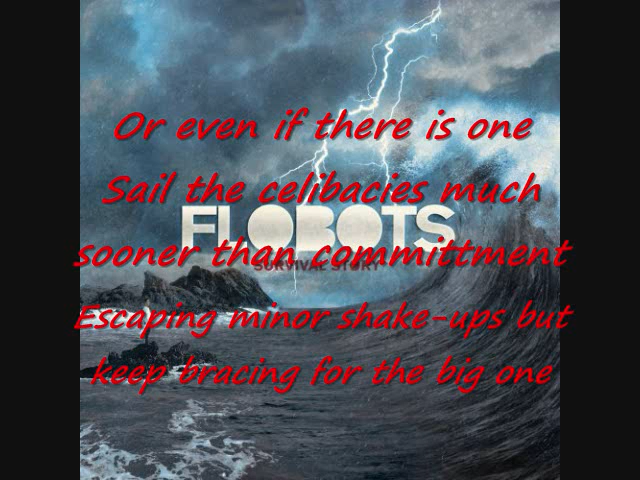 Or even if there is one
Sail the celibacies much
FLOBOTS
sooner than committment
SURVIVAL STORY
Escaping minor shake-ups but
keep bracing for the big one